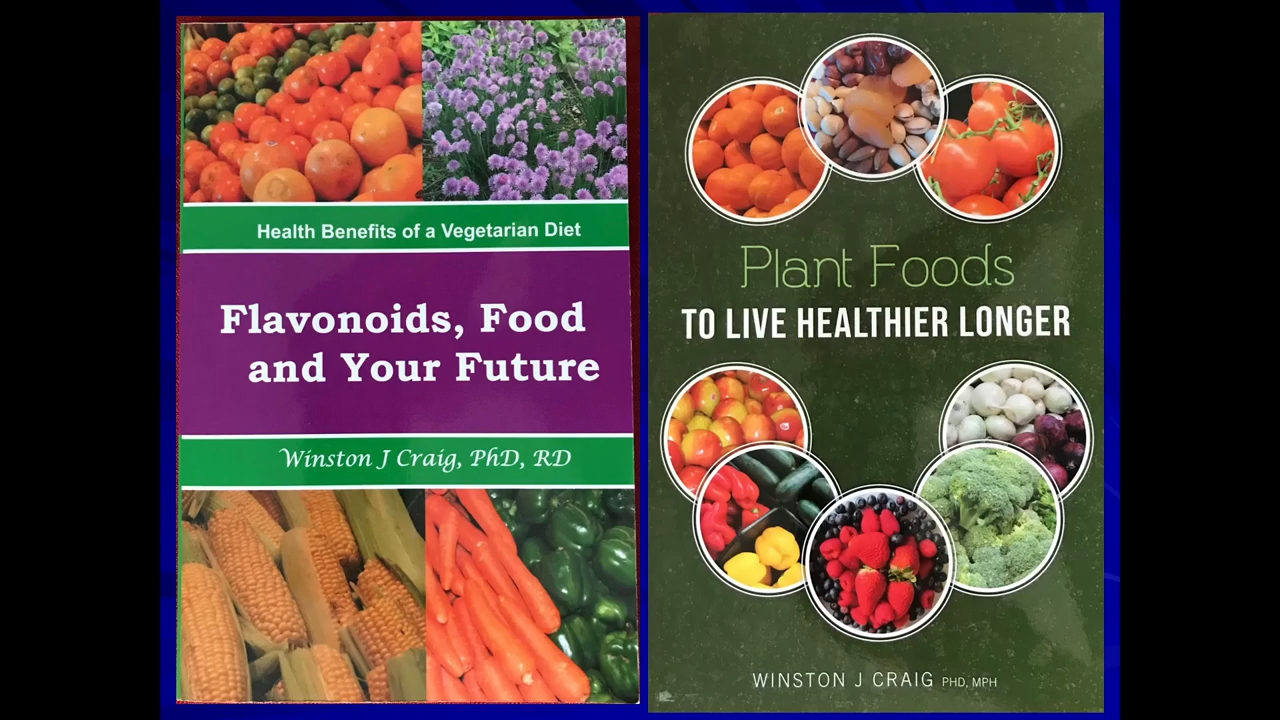 Health Benefits of a Vegetarian Diet
Flavonoids, Food
and Your Future
Winston J Craig, PhD, RD
Plant Foods
TO LIVE HEALTHIER LONGER
WINSTON J CRAIG PHD, MPH